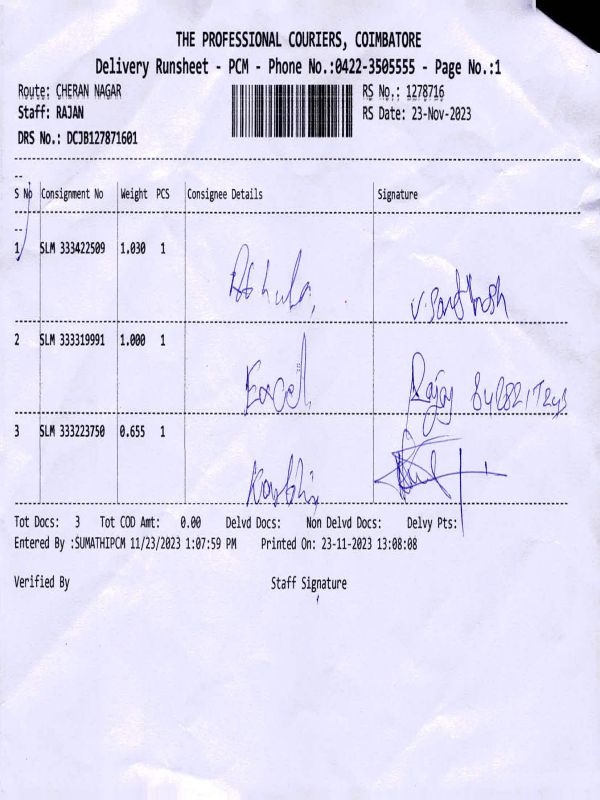 THE PROFESSIONAL COURIERS, COIMBATORE
Delivery Runsheet - PCM - Phone No.:0422-3505555 - Page No.:1
Route: CHERAN NAGAR RS No.: 1278716
Staff: RAJAN RS Date: 23-Nov-2023
DRS No.: DCJB127871601
S No Consignment No Weight PCS Consignee Details Signature
1 SLM 333422509 1.030 1
V. Santhosh
2 SLM 333319991 1.000 1 Excel
3 SLM 333223750 0.655 1
Tot Docs: 3 Tot COD Amt: 0.00 Delvd Docs: Non Delvd Docs: Delvy Pts:
Entered By :SUMATHIPCM 11/23/2023 1:07:59 PM Printed On: 23-11-2023 13:08:08
Verified By Staff Signature